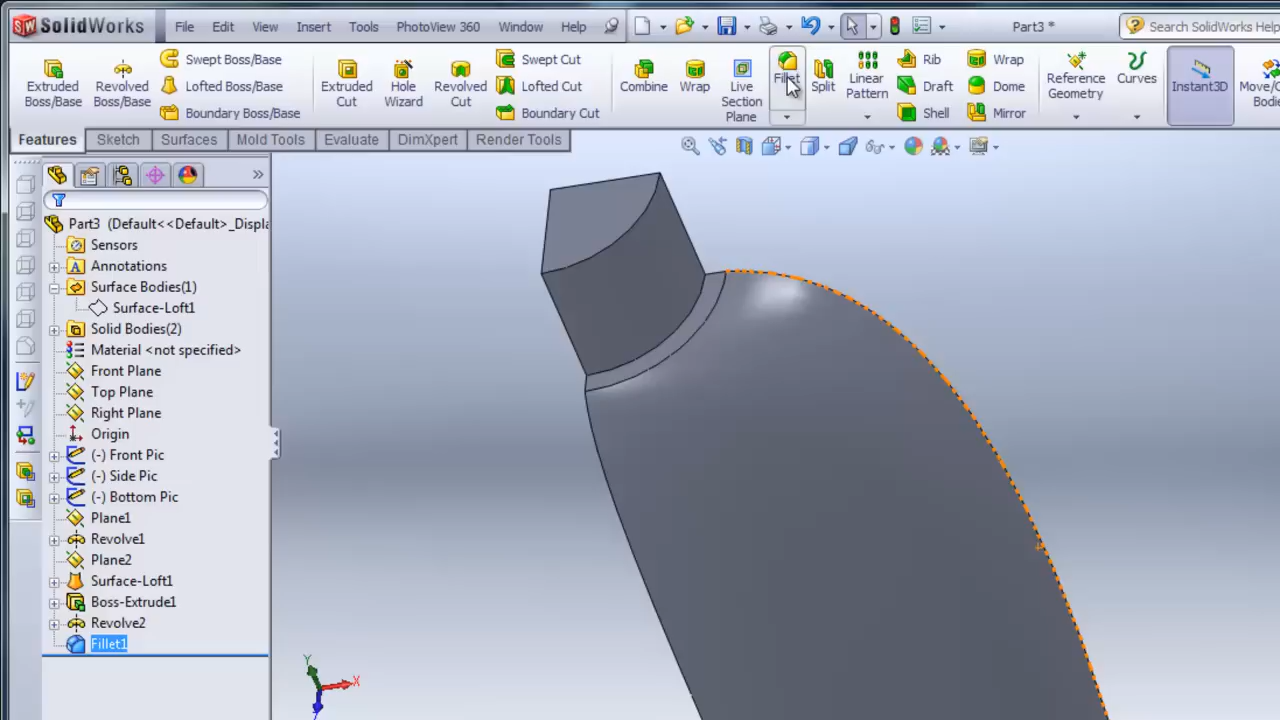 SolidWorks File Edit View Insert Tools PhotoView 360 Window Help Part3 * Search SolidWorks Help
Extruded Boss/Base
Revolved Boss/Base
Swept Boss/Base
Lofted Boss/Base
Boundary Boss/Base
Extruded Cut
Hole Wizard
Revolved Cut
Swept Cut
Lofted Cut
Boundary Cut
Combine
Wrap
Live Section Plane
Fillet
Split
Linear Pattern
Rib
Draft
Shell
Wrap
Dome
Mirror
Reference Geometry
Curves
Instant3D
Move/C
Bodie
Features Sketch Surfaces Mold Tools Evaluate DimXpert Render Tools
Part3 (Default<<Default>_Displa
Sensors
Annotations
Surface Bodies(1)
Surface-Loft1
Solid Bodies(2)
Material <not specified>
Front Plane
Top Plane
Right Plane
Origin
(-) Front Pic
(-) Side Pic
(-) Bottom Pic
Plane1
Revolve1
Plane2
Surface-Loft1
Boss-Extrude1
Revolve2
Fillet1
Y
X